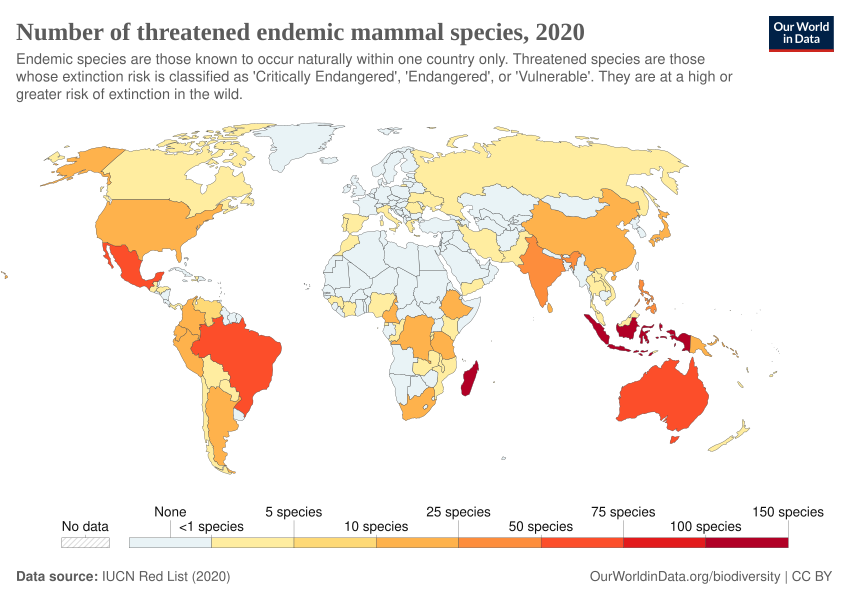 Number of threatened endemic mammal species, 2020
Our World
in Data
Endemic species are those known to occur naturally within one country only. Threatened species are those
whose extinction risk is classified as 'Critically Endangered', 'Endangered', or 'Vulnerable'. They are at a high or
greater risk of extinction in the wild.
None 5 species 25 species 75 species 150 species
No data <1 species 10 species 50 species 100 species
Data source: IUCN Red List (2020)
OurWorldinData.org/biodiversity | CC BY